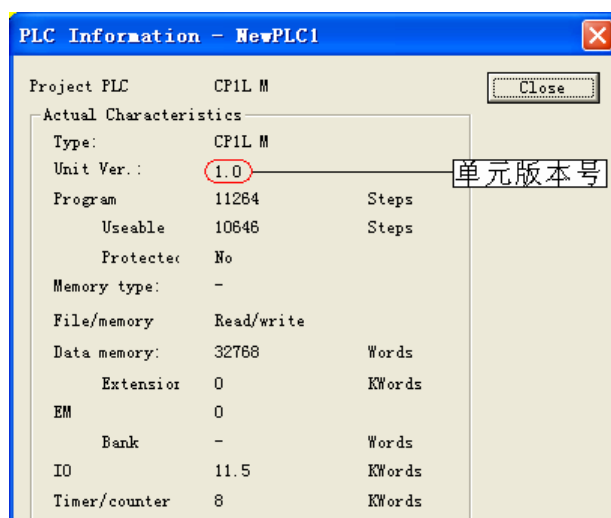 PLC Information - NewPLC1
Project PLC CP1L M Close
Actual Characteristics
Type: CP1L M
Unit Ver.: 1.0 单元版本号
Program 11264 Steps
Useable 10646 Steps
Protected No
Memory type: -
File/memory Read/write
Data memory: 32768 Words
Extension 0 KWords
EM 0
Bank - Words
IO 11.5 KWords
Timer/counter 8 KWords